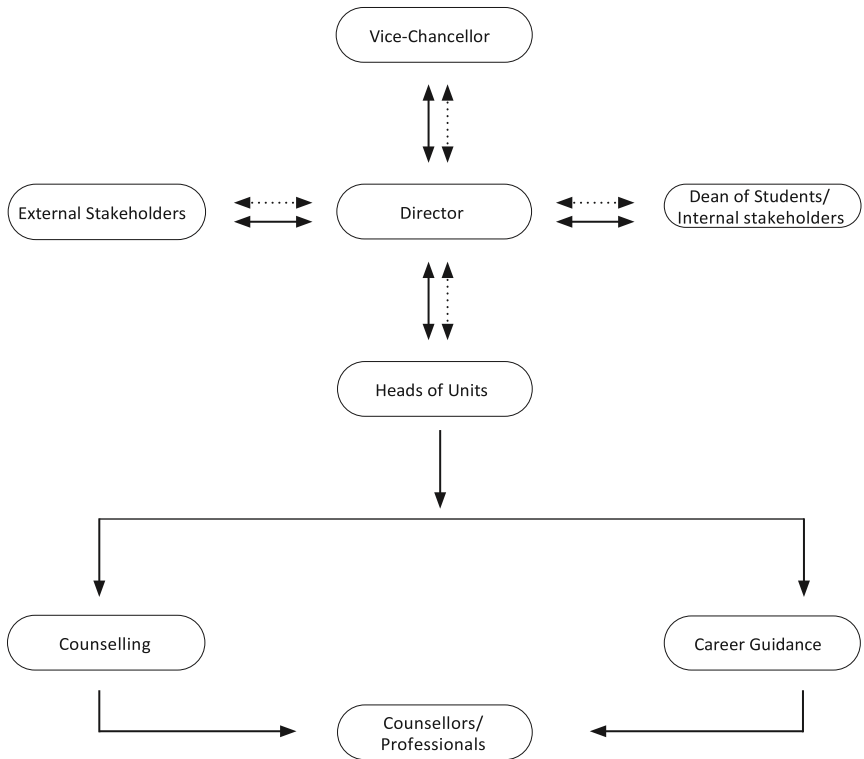 Vice-Chancellor
External Stakeholders
Director
Dean of Students/
Internal stakeholders
Heads of Units
Counselling
Career Guidance
Counsellors/
Professionals